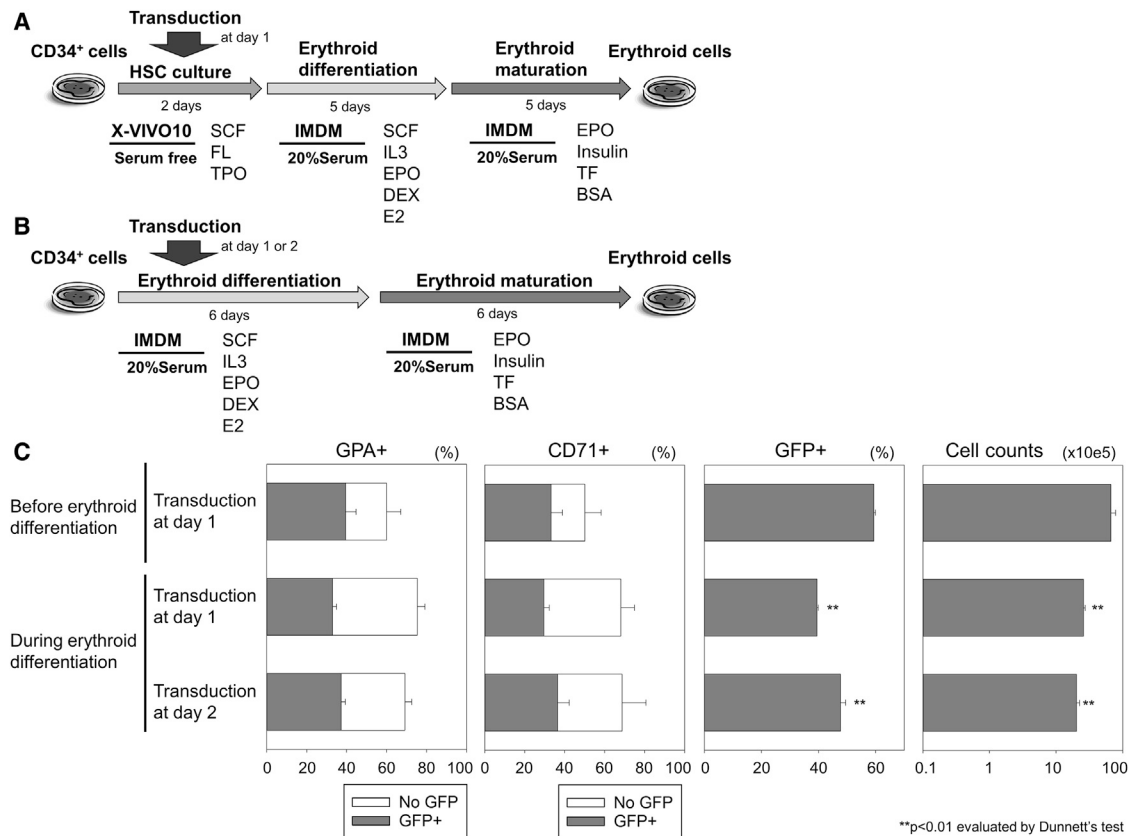 A
Transduction
at day 1
CD34+ cells
HSC culture
2 days
Erythroid
differentiation
5 days
Erythroid
maturation
5 days
Erythroid cells
X-VIVO10
Serum free
SCF
FL
TPO
IMDM
20%Serum
SCF
IL3
EPO
DEX
E2
IMDM
20%Serum
EPO
Insulin
TF
BSA
B
Transduction
at day 1 or 2
CD34+ cells
Erythroid differentiation
6 days
Erythroid maturation
6 days
Erythroid cells
IMDM
20%Serum
SCF
IL3
EPO
DEX
E2
IMDM
20%Serum
EPO
Insulin
TF
BSA
C
GPA+ (%)
CD71+ (%)
GFP+ (%)
Cell counts (x10e5)
Before erythroid
differentiation
Transduction
at day 1
During erythroid
differentiation
Transduction
at day 1
** **
Transduction
at day 2
** **
0 20 40 60 80 100
0 20 40 60 80 100
0 20 40 60
0.1 1 10 100
No GFP
GFP+
No GFP
GFP+
**p<0.01 evaluated by Dunnett's test